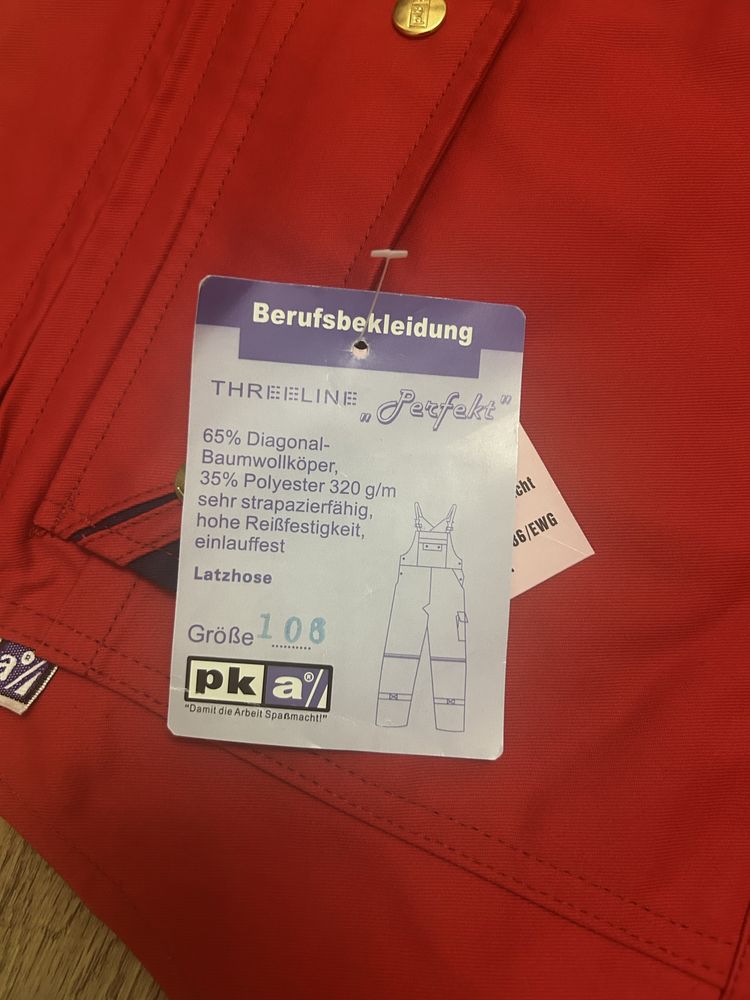 Berufsbekleidung
THREELINE „Perfekt"
65% Diagonal-
Baumwollköper,
35% Polyester 320 g/m
sehr strapazierfähig,
hohe Reißfestigkeit,
einlauffest
Latzhose
Größe 106
pka®
"Damit die Arbeit Spaßmacht!"
/EWG
a®